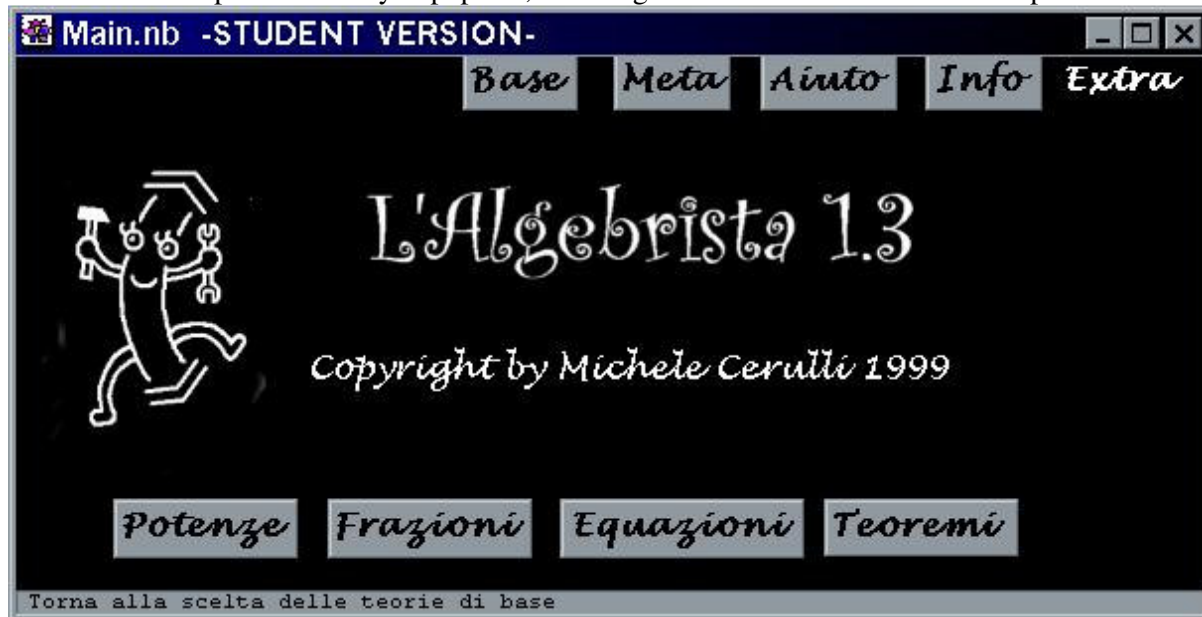 Main.nb -STUDENT VERSION-
Base Meta Aiuto Info Extra
L'Algebrista 1.3
Copyright by Michele Cerulli 1999
Potenze Frazioni Equazioni Teoremi
Torna alla scelta delle teorie di base